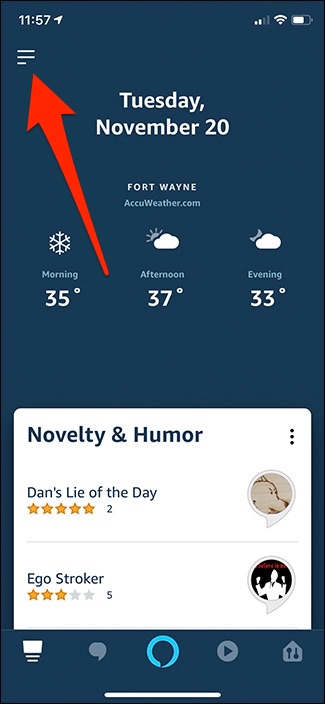 11:57
Tuesday,
November 20
FORT WAYNE
AccuWeather.com
Morning Afternoon Evening
35° 37° 33°
Novelty & Humor
Dan's Lie of the Day
2
Ego Stroker
5